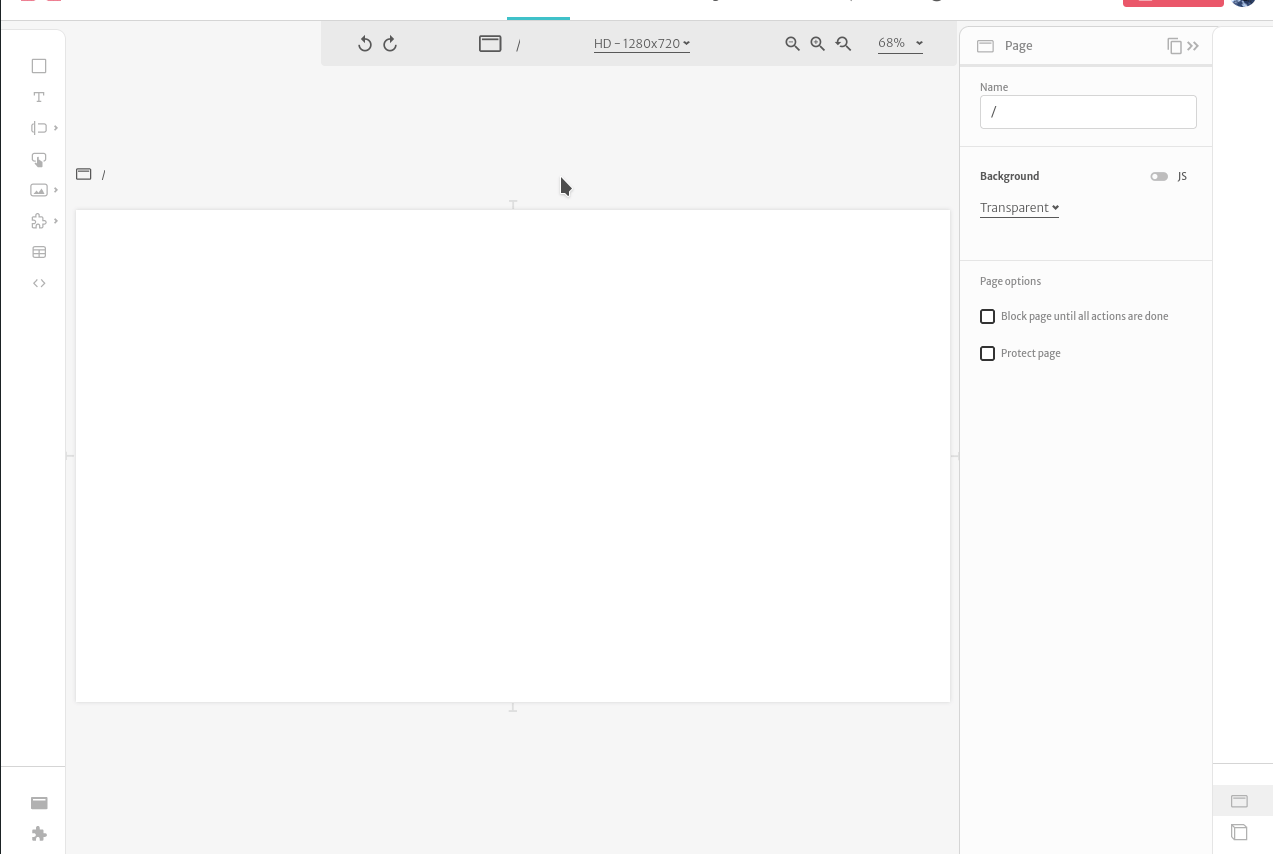 /
HD - 1280x720
68%
Page
Name
/
/
Background
JS
Transparent
Page options
Block page until all actions are done
Protect page